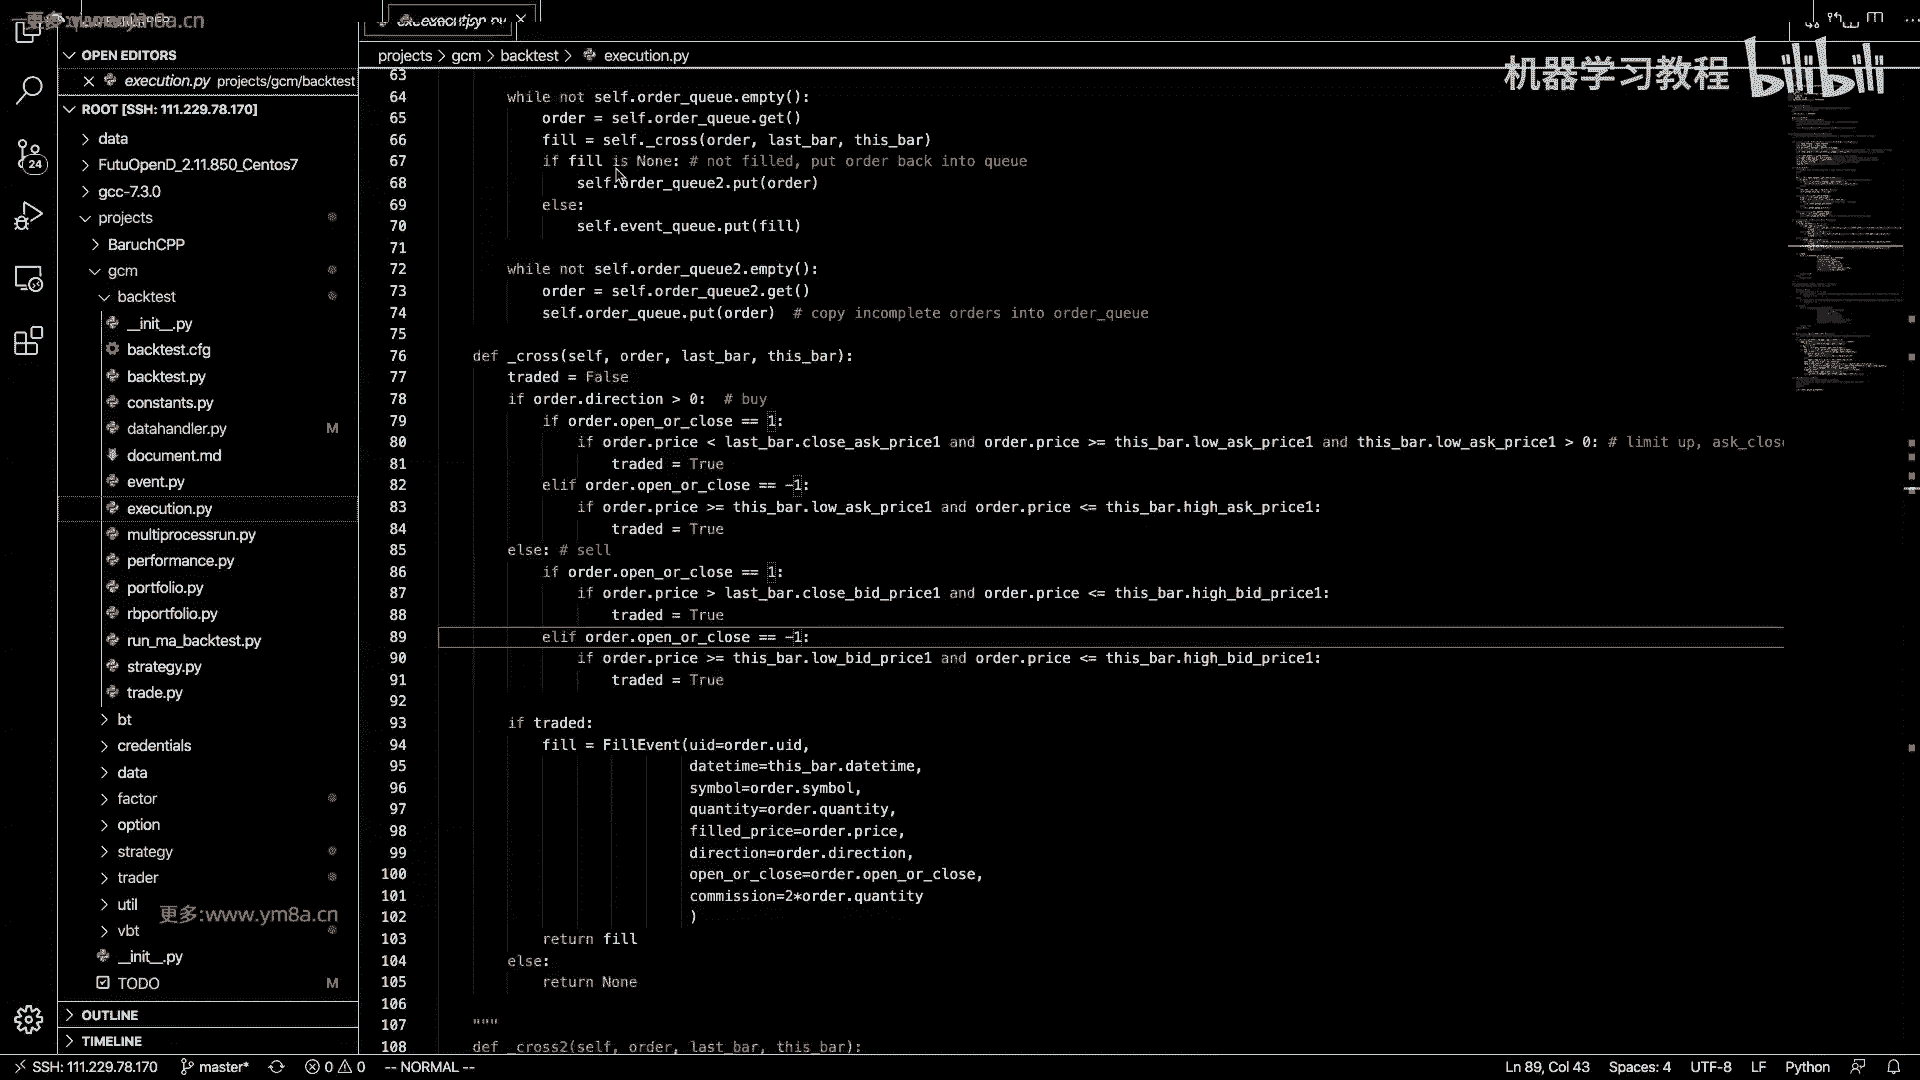 更多:www.ym8a.cn
execution.py
OPEN EDITORS
execution.py projects/gcm/backtest
ROOT [SSH: 111.229.78.170]
data
FutuOpenD_2.11.850_Centos7
gcc-7.3.0
projects
BaruchCPP
gcm
backtest
__init__.py
backtest.cfg
backtest.py
constants.py
datahandler.py M
document.md
event.py
execution.py
multiprocessrun.py
performance.py
portfolio.py
rbportfolio.py
run_ma_backtest.py
strategy.py
trade.py
bt
credentials
data
factor
option
strategy
trader
util
更多:www.ym8a.cn
vbt
__init__.py
TODO M
OUTLINE
TIMELINE
24
projects > gcm > backtest > execution.py
机器学习教程 bilibili
63
64 while not self.order_queue.empty():
65 order = self.order_queue.get()
66 fill = self._cross(order, last_bar, this_bar)
67 if fill is None: # not filled, put order back into queue
68 self.order_queue2.put(order)
69 else:
70 self.event_queue.put(fill)
71
72 while not self.order_queue2.empty():
73 order = self.order_queue2.get()
74 self.order_queue.put(order)  # copy incomplete orders into order_queue
75
76 def _cross(self, order, last_bar, this_bar):
77 traded = False
78 if order.direction > 0:  # buy
79 if order.open_or_close == 1:
80 if order.price < last_bar.close_ask_price1 and order.price >= this_bar.low_ask_price1 and this_bar.low_ask_price1 > 0: # limit up, ask_clos
81 traded = True
82 elif order.open_or_close == -1:
83 if order.price >= this_bar.low_ask_price1 and order.price <= this_bar.high_ask_price1:
84 traded = True
85 else: # sell
86 if order.open_or_close == 1:
87 if order.price > last_bar.close_bid_price1 and order.price <= this_bar.high_bid_price1:
88 traded = True
89 elif order.open_or_close == -1:
90 if order.price >= this_bar.low_bid_price1 and order.price <= this_bar.high_bid_price1:
91 traded = True
92
93 if traded:
94 fill = FillEvent(uid=order.uid,
95 datetime=this_bar.datetime,
96 symbol=order.symbol,
97 quantity=order.quantity,
98 filled_price=order.price,
99 direction=order.direction,
100 open_or_close=order.open_or_close,
101 commission=2*order.quantity
102 )
103 return fill
104 else:
105 return None
106
107 """
108 def _cross2(self, order, last_bar, this_bar):
SSH: 111.229.78.170 master* 0 0 -- NORMAL -- Ln 89, Col 43 Spaces: 4 UTF-8 LF Python